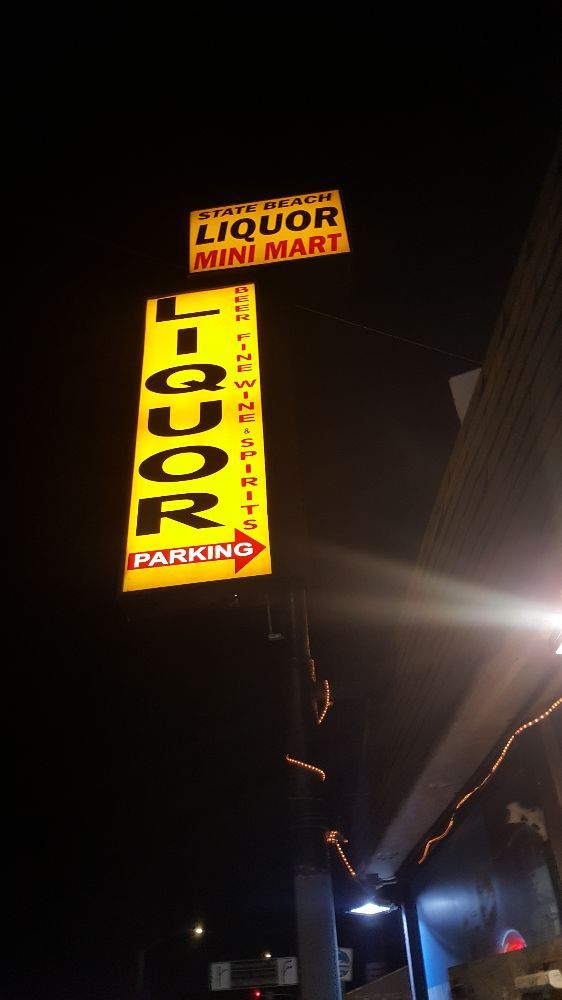 STATE BEACH
LIQUOR
MINI MART
LIQUOR
BEER FINE WINE & SPIRITS
PARKING